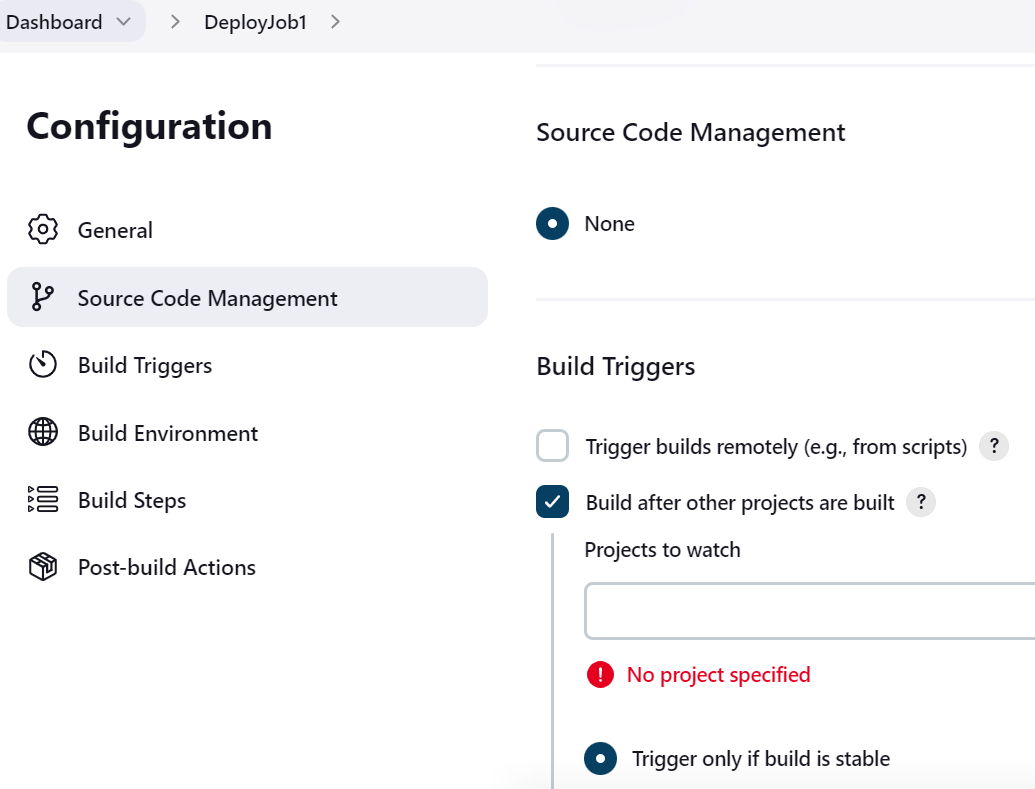 Dashboard
DeployJob1
Configuration
General
Source Code Management
Build Triggers
Build Environment
Build Steps
Post-build Actions
Source Code Management
None
Build Triggers
Trigger builds remotely (e.g., from scripts) ?
Build after other projects are built ?
Projects to watch
No project specified
Trigger only if build is stable